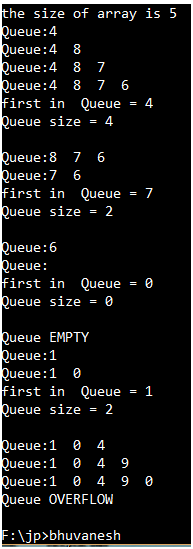 the size of array is 5
Queue:4
Queue:4  8
Queue:4  8  7
Queue:4  8  7  6
first in  Queue = 4
Queue size = 4
Queue:8  7  6
Queue:7  6
first in  Queue = 7
Queue size = 2
Queue:6
Queue:
first in  Queue = 0
Queue size = 0
Queue EMPTY
Queue:1
Queue:1  0
first in  Queue = 1
Queue size = 2
Queue:1  0  4
Queue:1  0  4  9
Queue:1  0  4  9  0
Queue OVERFLOW
F:\jp>bhuvanesh